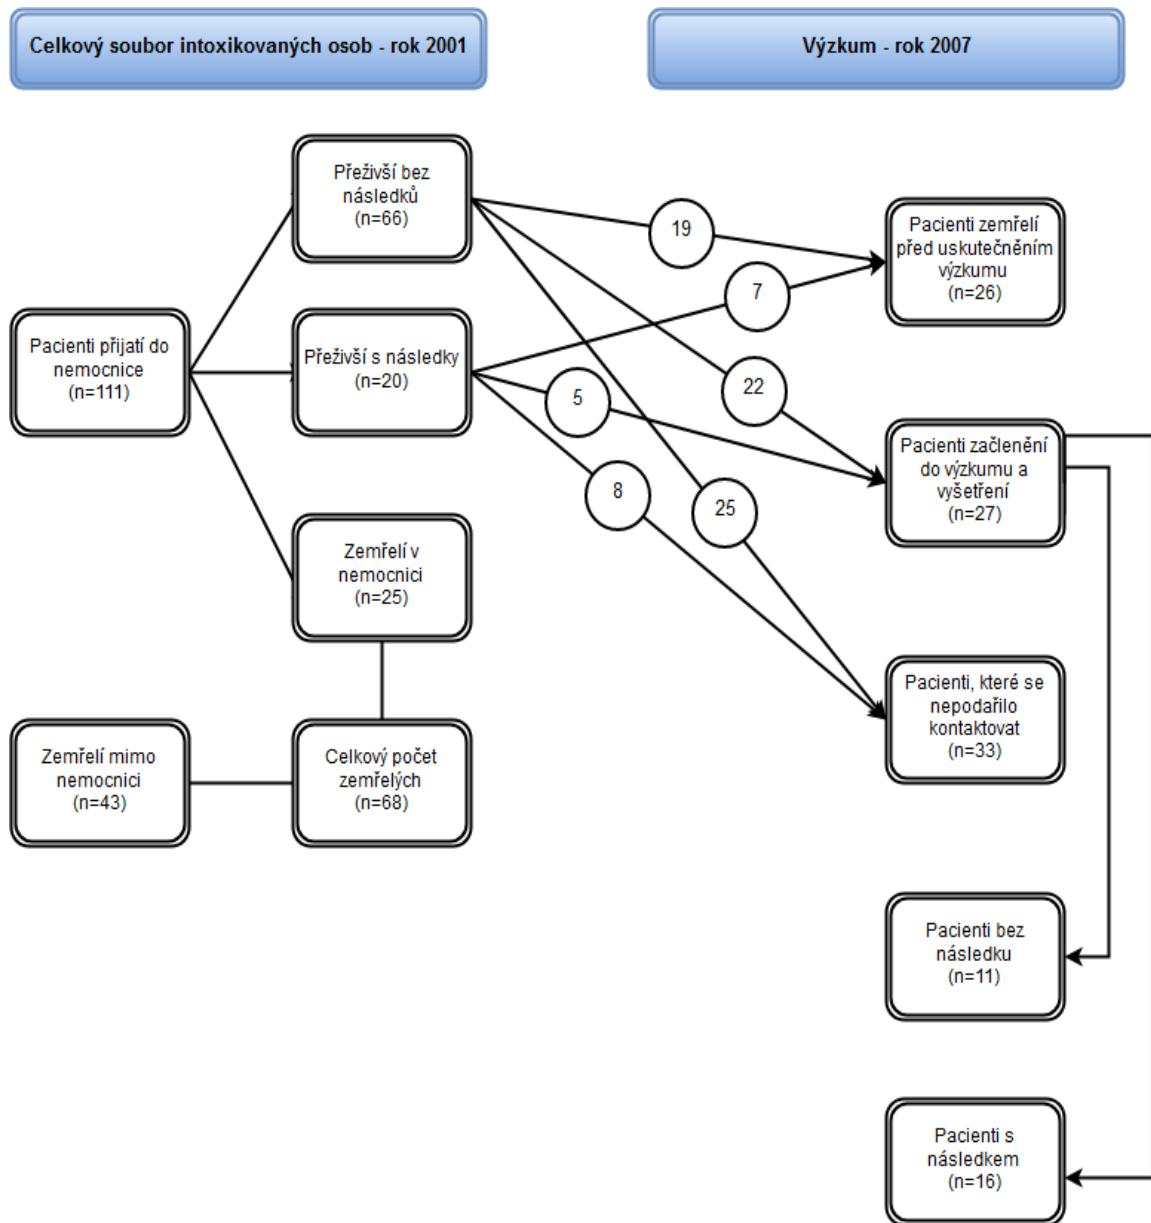 Celkový soubor intoxikovaných osob - rok 2001
Výzkum - rok 2007
Přeživší bez
následků
(n=66)
Pacienti přijatí do
nemocnice
(n=111)
Přeživší s následky
(n=20)
Zemřelí v
nemocnici
(n=25)
Zemřelí mimo
nemocnici
(n=43)
Celkový počet
zemřelých
(n=68)
19
7
22
5
8
25
Pacienti zemřelí
před uskutečněním
výzkumu
(n=26)
Pacienti začlenění
do výzkumu a
vyšetření
(n=27)
Pacienti, které se
nepodařilo
kontaktovat
(n=33)
Pacienti bez
následku
(n=11)
Pacienti s
následkem
(n=16)